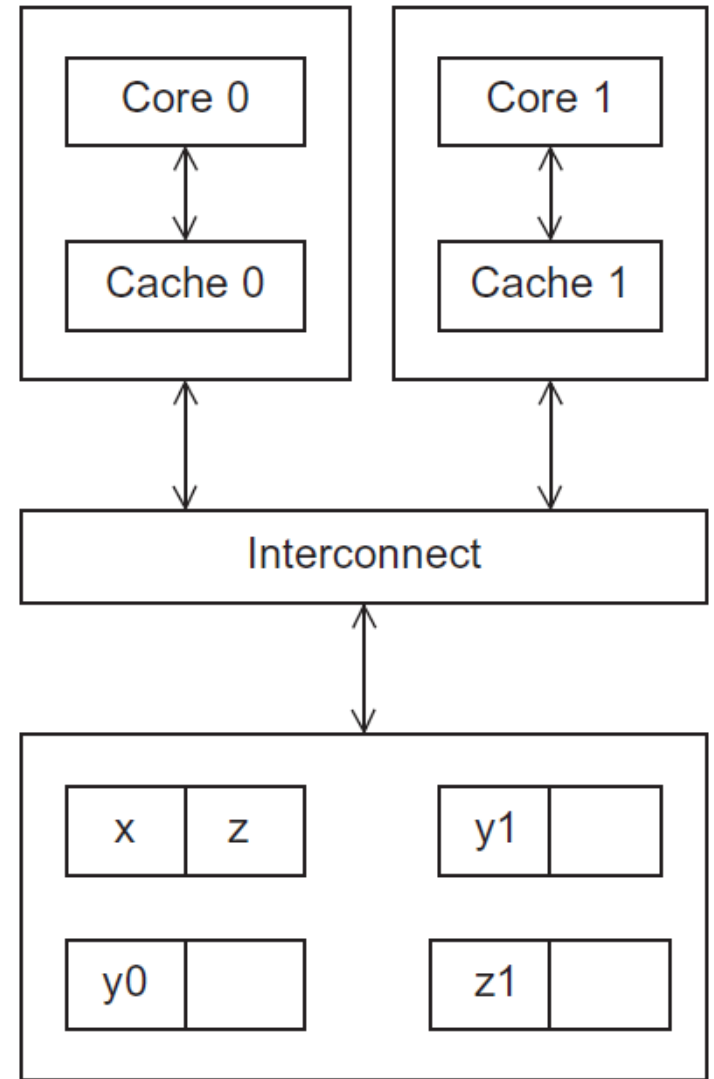 Core 0
Core 1
Cache 0
Cache 1
Interconnect
x z
y1
y0
z1